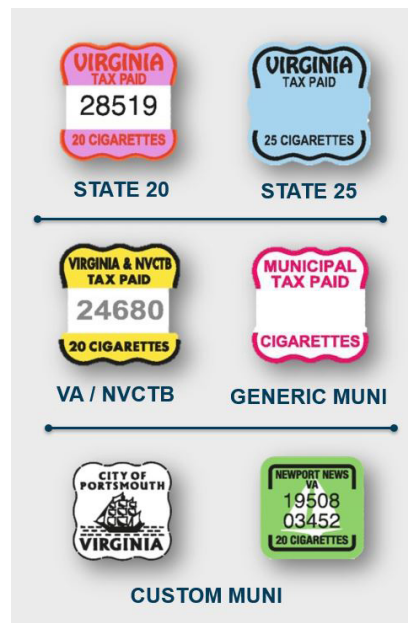 VIRGINIA
TAX PAID
28519
20 CIGARETTES
STATE 20
VIRGINIA
TAX PAID
25 CIGARETTES
STATE 25
VIRGINIA & NVCTB
TAX PAID
24680
20 CIGARETTES
VA / NVCTB
MUNICIPAL
TAX PAID
CIGARETTES
GENERIC MUNI
CITY OF
PORTSMOUTH
VIRGINIA
NEWPORT NEWS
VA
19508
03452
20 CIGARETTES
CUSTOM MUNI